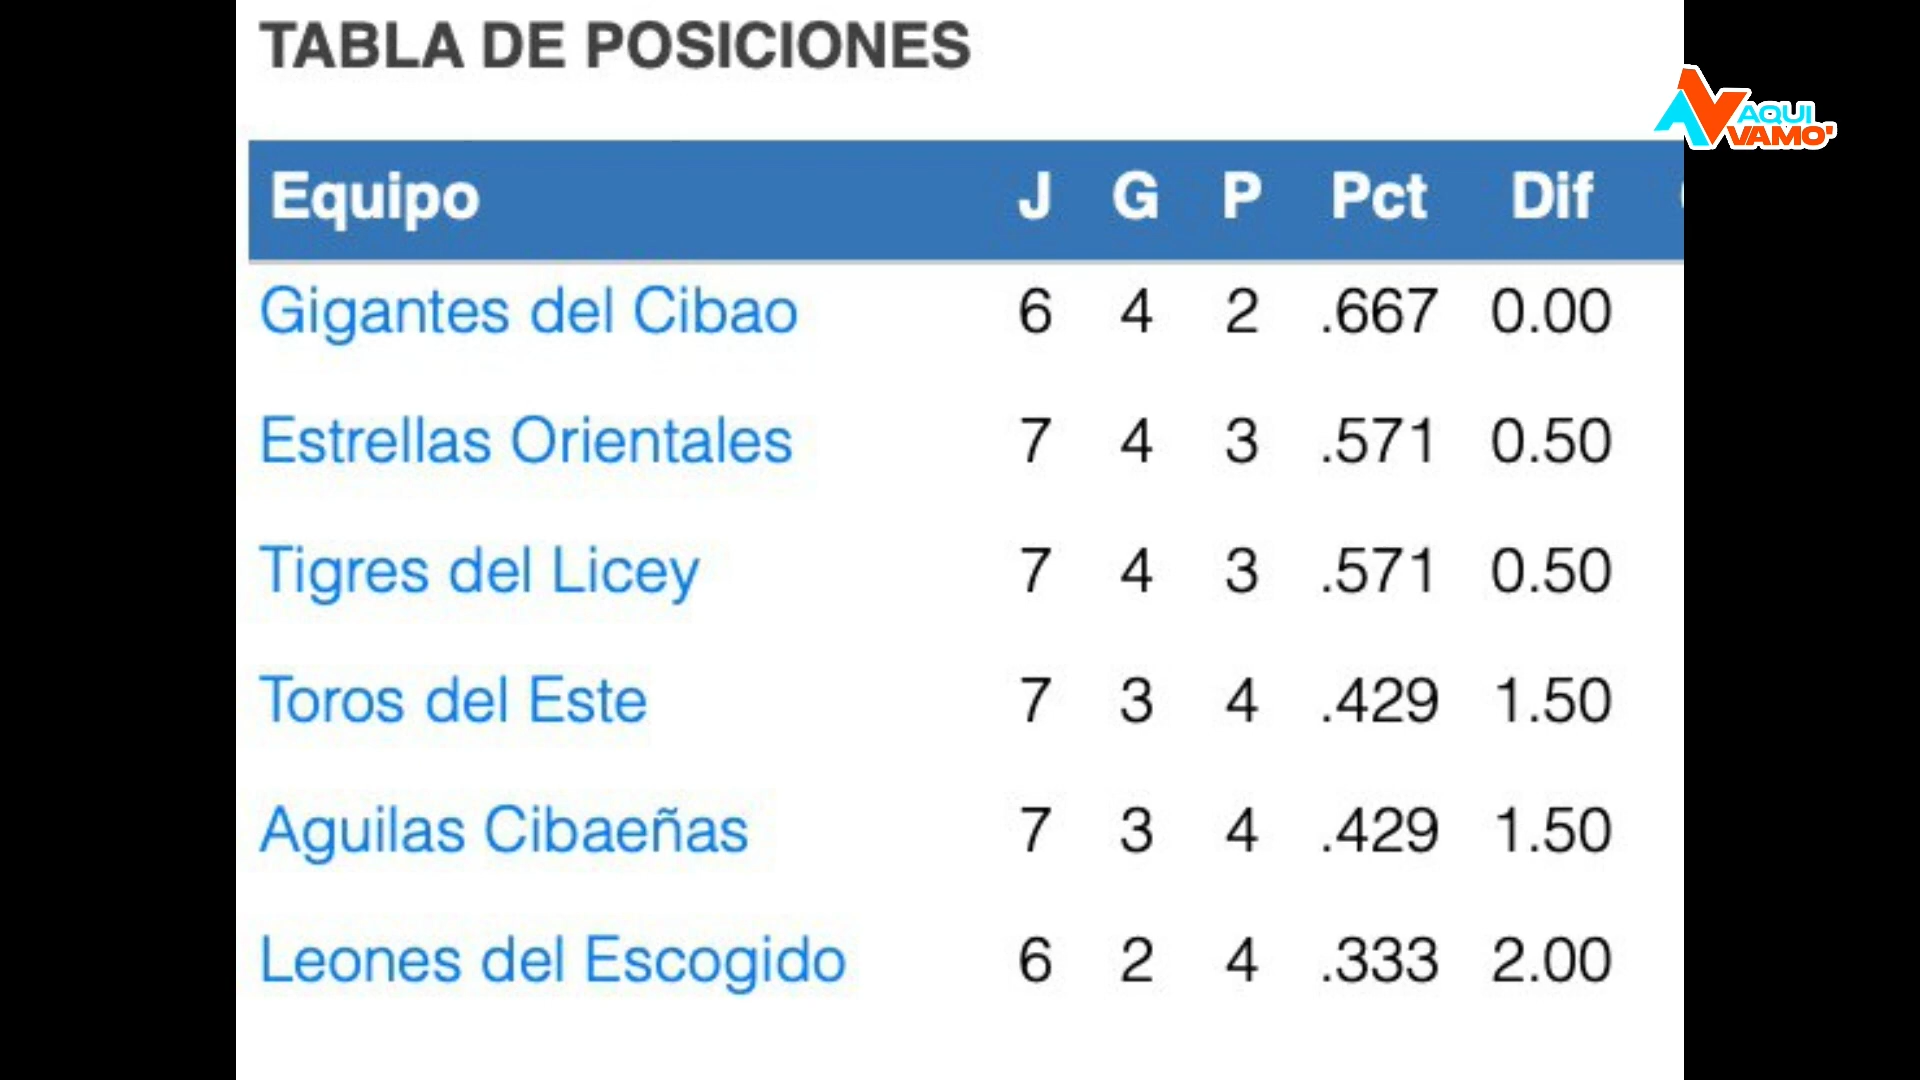 TABLA DE POSICIONES
AQUI
VAMO'
Equipo J G P Pct Dif
Gigantes del Cibao 6 4 2 .667 0.00
Estrellas Orientales 7 4 3 .571 0.50
Tigres del Licey 7 4 3 .571 0.50
Toros del Este 7 3 4 .429 1.50
Aguilas Cibaeñas 7 3 4 .429 1.50
Leones del Escogido 6 2 4 .333 2.00